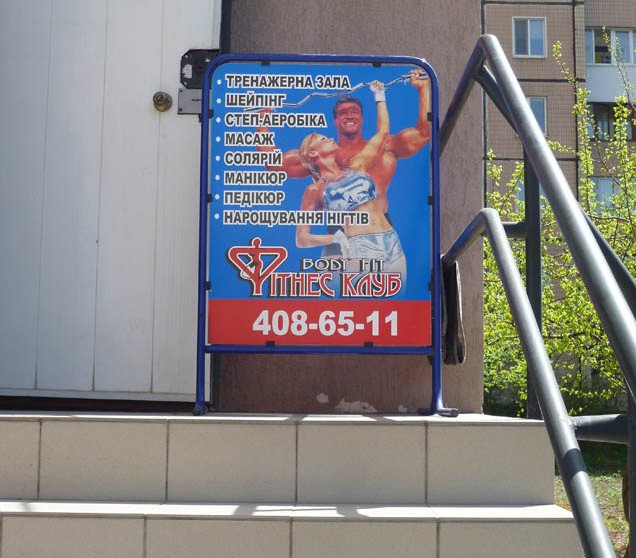 • ТРЕНАЖЕРНА ЗАЛА
• ШЕЙПІНГ
• СТЕП-АЕРОБІКА
• МАСАЖ
• СОЛЯРІЙ
• МАНІКЮР
• ПЕДІКЮР
• НАРОЩУВАННЯ НІГТІВ
BODY FIT
ФІТНЕС КЛУБ
408-65-11